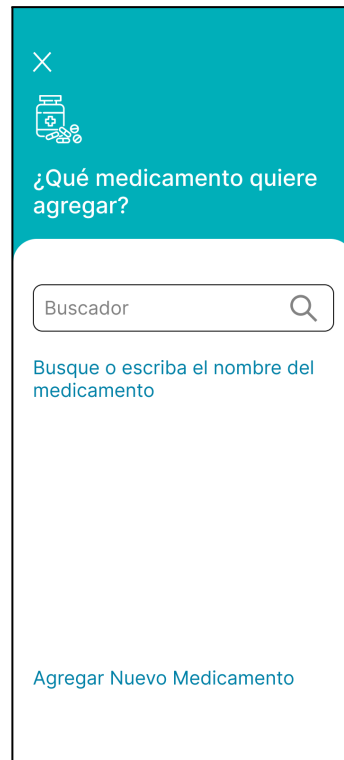 ¿Qué medicamento quiere
agregar?
Buscador
Busque o escriba el nombre del
medicamento
Agregar Nuevo Medicamento